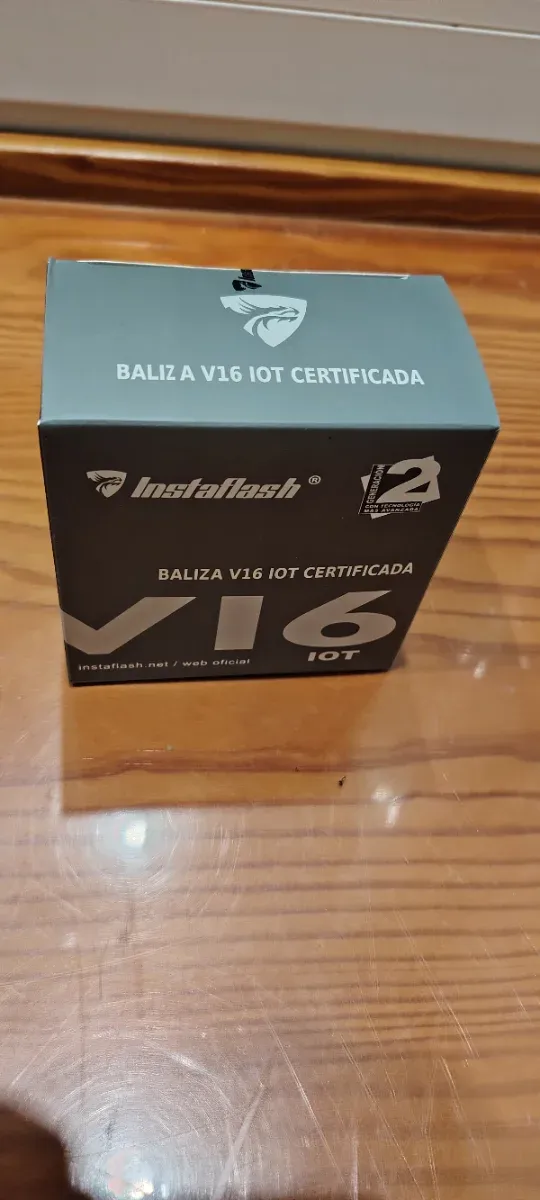 BALIZA V16 IOT CERTIFICADA
Instaflash ®
GENERACIÓN
2
CON TECNOLOGÍA
MÁS AVANZADA
BALIZA V16 IOT CERTIFICADA
V16
IOT
instaflash.net / web oficial